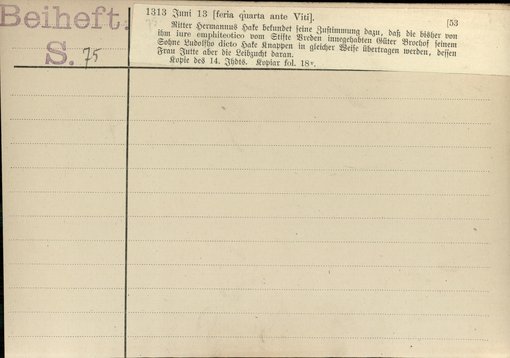 Beiheft:
S. 75
1313 Juni 13 [feria quarta ante Viti]. [53
Ritter Hermannus Hake bekundet seine Zustimmung dazu, daß die bisher von
ihm iure emphiteotico vom Stifte Vreden innegehabten Güter Brochof seinem
Sohne Ludolfho dicto Hake Knappen in gleicher Weise übertragen werden, dessen
Frau Jutte aber die Leibzucht daran.
Kopie des 14. Jhdts. Kopiar fol. 18v.